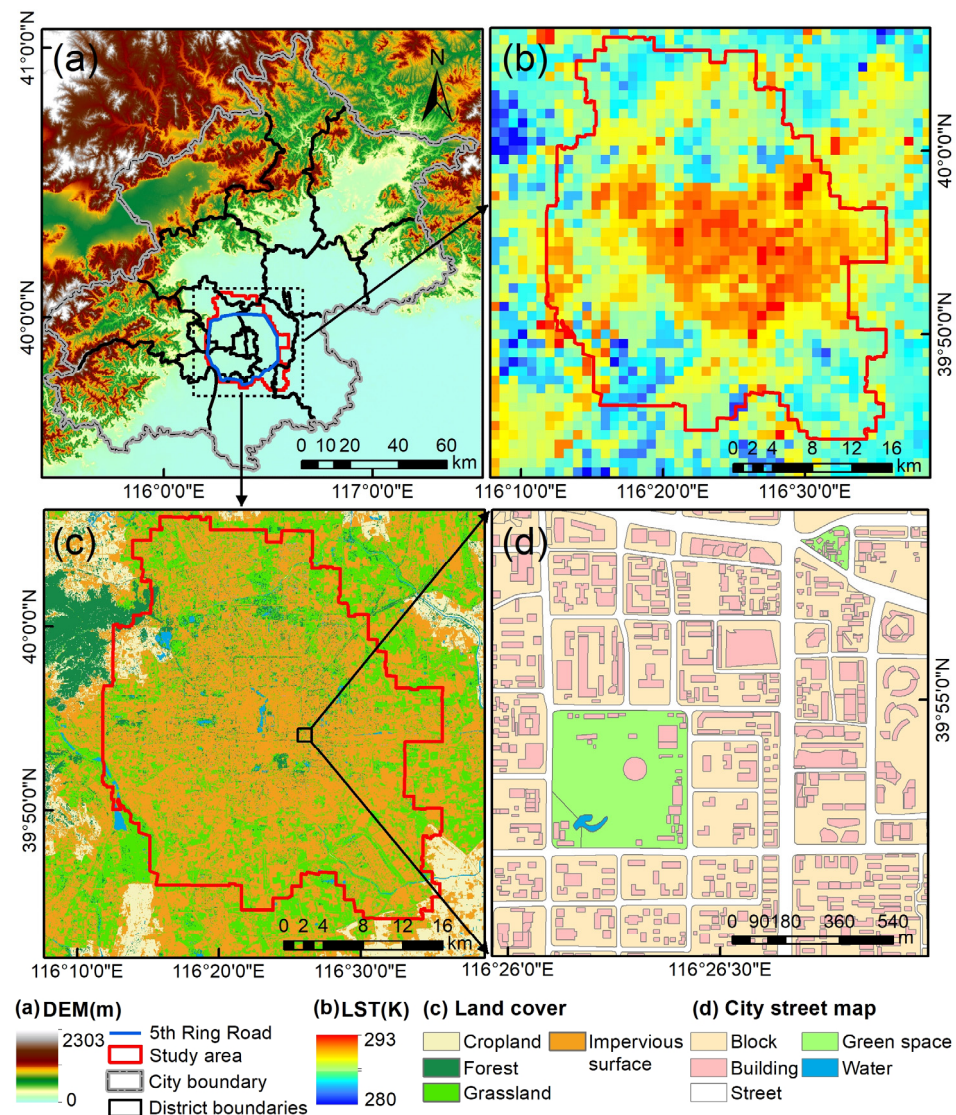 (a)
N
41°0'0"N
40°0'0"N
0 10 20 40 60
km
116°0'0"E
117°0'0"E
(b)
40°0'0"N
39°50'0"N
0 2 4 8 12 16
km
116°10'0"E
116°20'0"E
116°30'0"E
(c)
40°0'0"N
39°50'0"N
0 2 4 8 12 16
km
116°10'0"E
116°20'0"E
116°30'0"E
(d)
39°55'0"N
0 90180 360 540
m
116°26'0"E
116°26'30"E
(a) DEM(m)
2303
0
5th Ring Road
Study area
City boundary
District boundaries
(b) LST(K)
293
280
(c) Land cover
Cropland
Forest
Grassland
Impervious
surface
(d) City street map
Block
Building
Street
Green space
Water